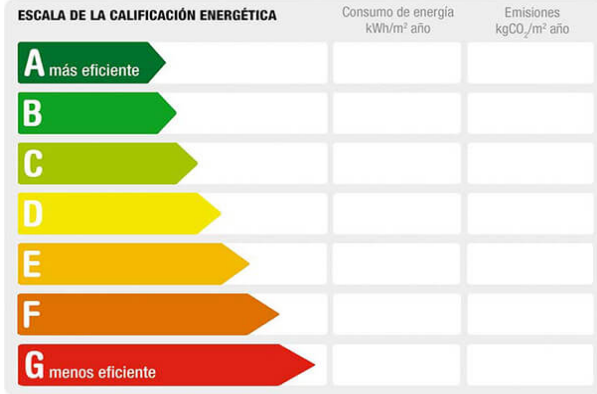 ESCALA DE LA CALIFICACIÓN ENERGÉTICA
Consumo de energía
kWh/m² año
Emisiones
kgCO₂/m² año
A más eficiente
B
C
D
E
F
G menos eficiente